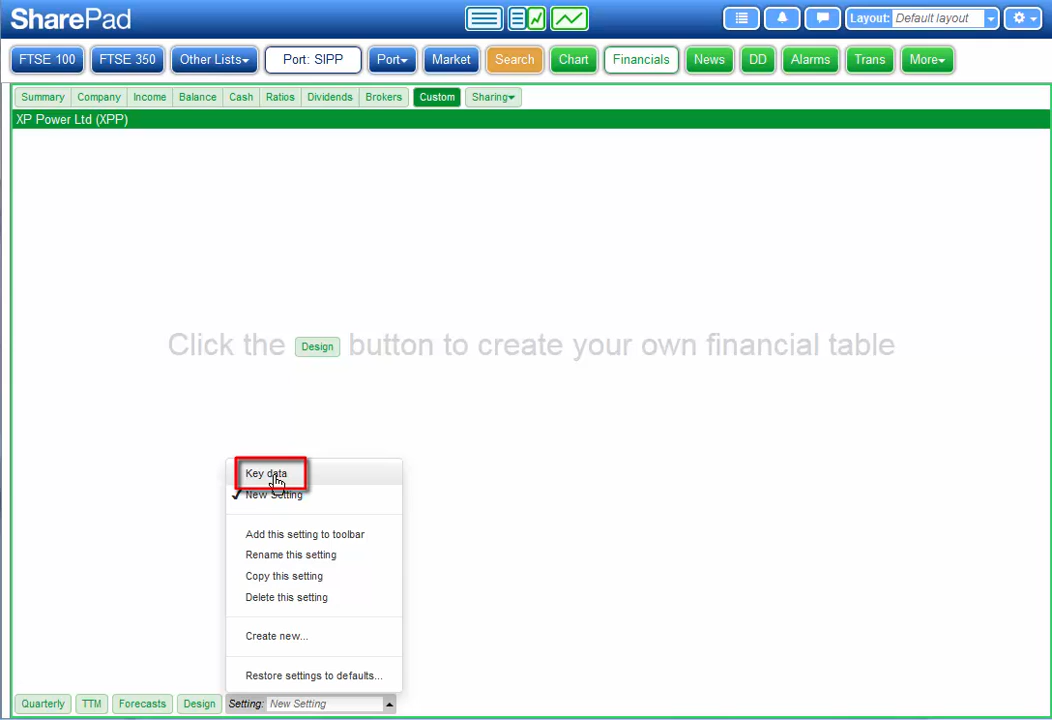 SharePad
Layout: Default layout
FTSE 100 FTSE 350 Other Lists Port: SIPP Port Market Search Chart Financials News DD Alarms Trans More
Summary Company Income Balance Cash Ratios Dividends Brokers Custom Sharing
XP Power Ltd (XPP)
Click the Design button to create your own financial table
Key data
New Setting
Add this setting to toolbar
Rename this setting
Copy this setting
Delete this setting
Create new...
Restore settings to defaults...
Quarterly TTM Forecasts Design Setting: New Setting